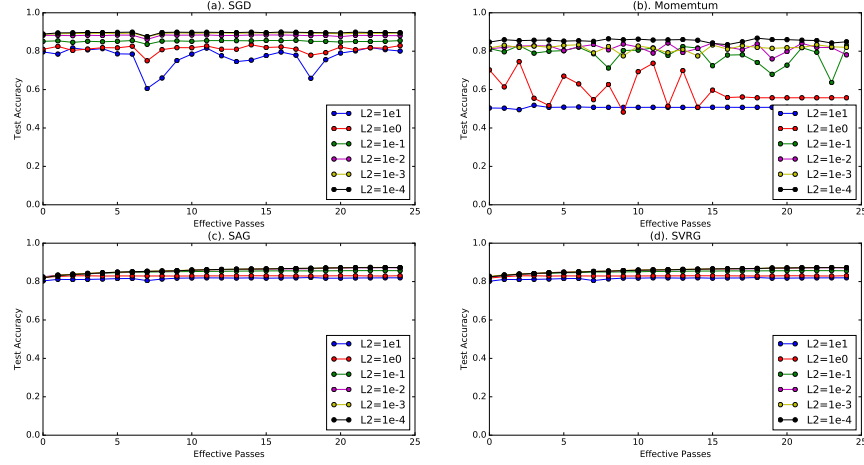 (a). SGD
Test Accuracy
1.0
0.8
0.6
0.4
0.2
0.0
0 5 10 15 20 25
Effective Passes
L2=1e1
L2=1e0
L2=1e-1
L2=1e-2
L2=1e-3
L2=1e-4
(b). Momemtum
Test Accuracy
1.0
0.8
0.6
0.4
0.2
0.0
0 5 10 15 20 25
Effective Passes
L2=1e1
L2=1e0
L2=1e-1
L2=1e-2
L2=1e-3
L2=1e-4
(c). SAG
Test Accuracy
1.0
0.8
0.6
0.4
0.2
0.0
0 5 10 15 20 25
Effective Passes
L2=1e1
L2=1e0
L2=1e-1
L2=1e-2
L2=1e-3
L2=1e-4
(d). SVRG
Test Accuracy
1.0
0.8
0.6
0.4
0.2
0.0
0 5 10 15 20 25
Effective Passes
L2=1e1
L2=1e0
L2=1e-1
L2=1e-2
L2=1e-3
L2=1e-4